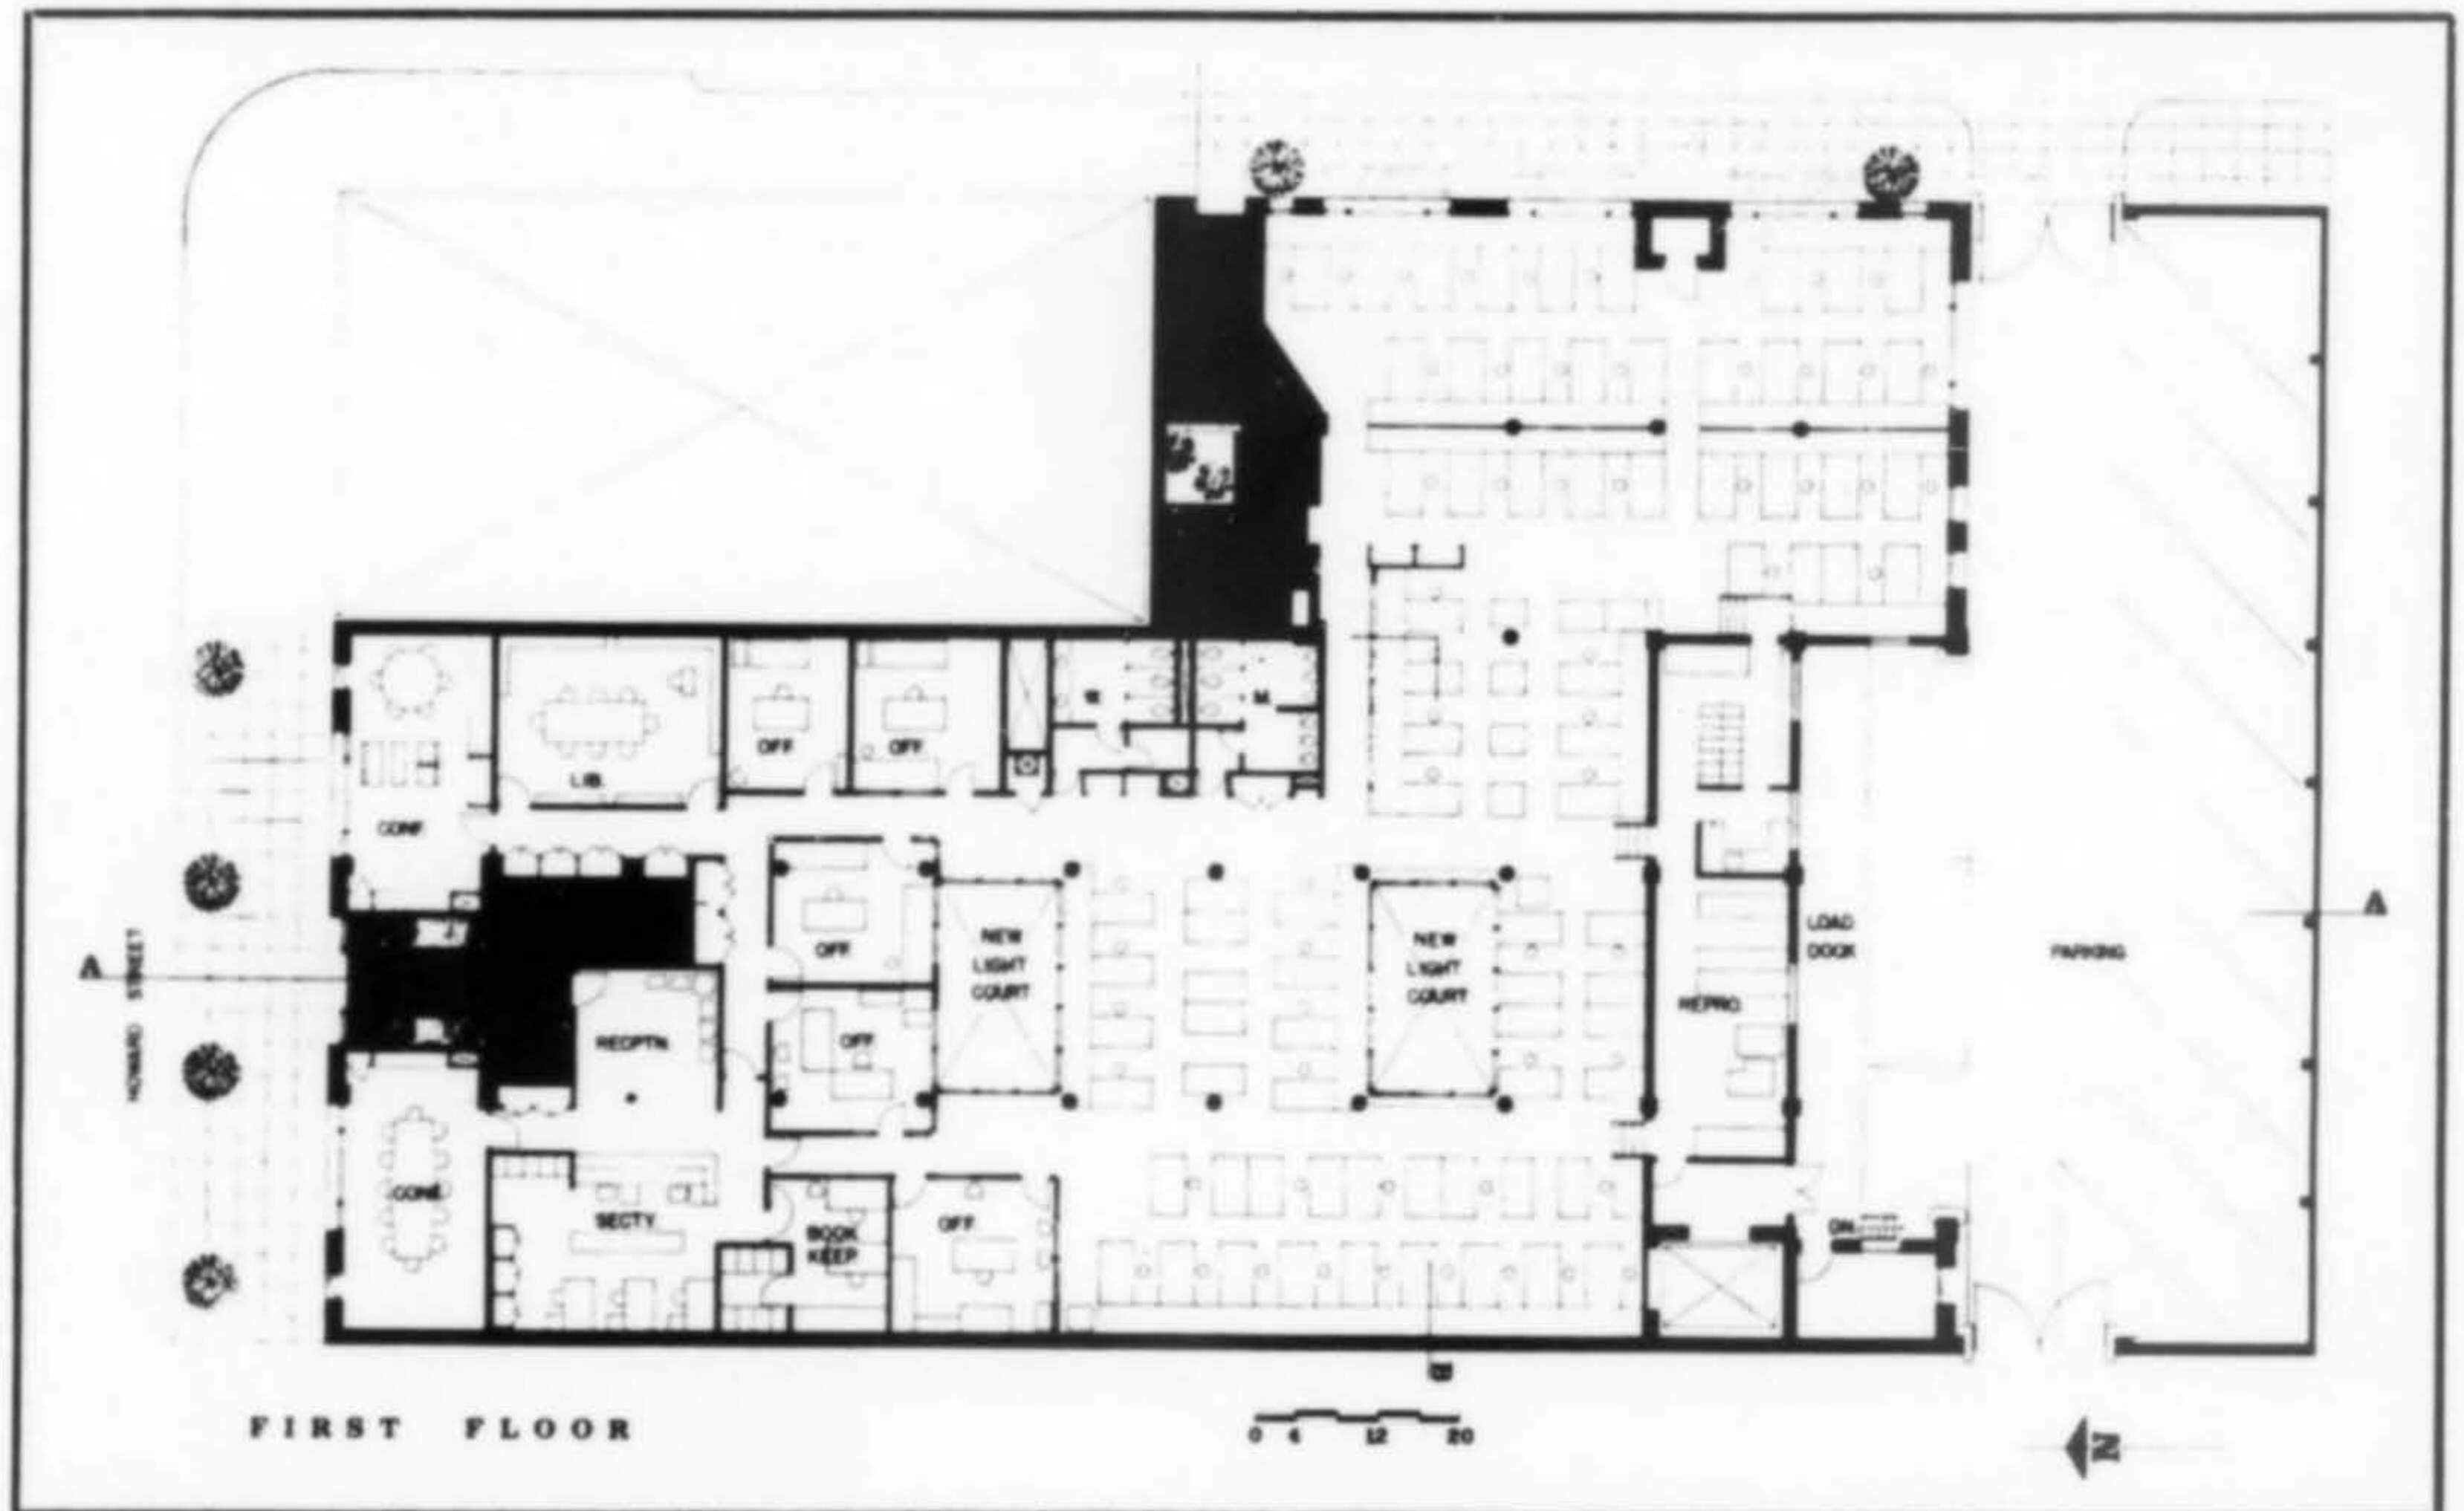 W.
M.
OFF.
OFF.
LIB.
CONF.
A
HOWARD STREET
OFF.
NEW
LIGHT
COURT
NEW
LIGHT
COURT
LOAD
DOCK
PARKING
A
REPRO.
RECPTN.
OFF.
CONF.
SECTY.
BOOK
KEEP
OFF.
DN.
B
FIRST FLOOR
0 4 12 20
N